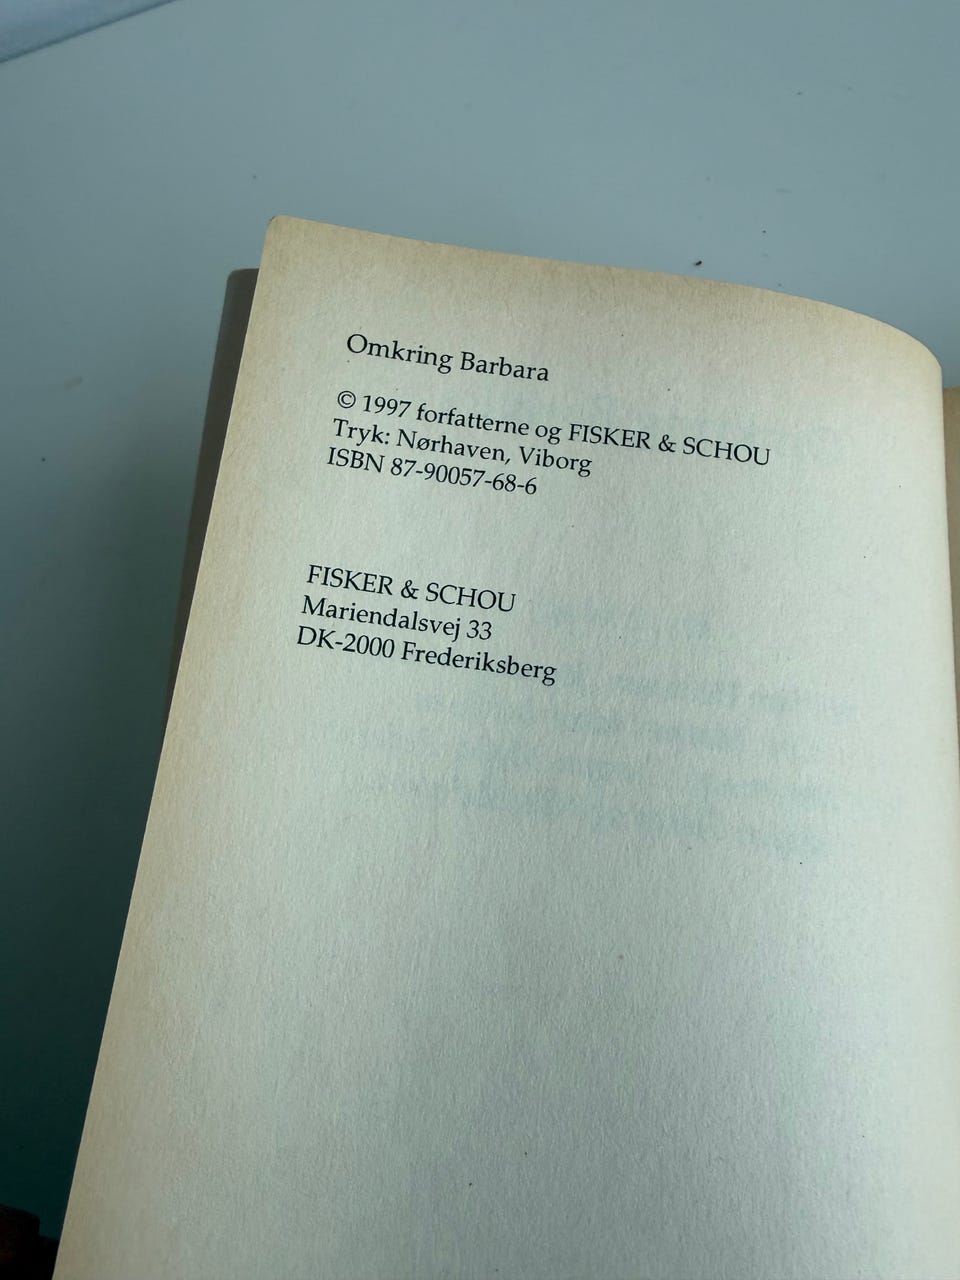 Omkring Barbara
© 1997 forfatterne og FISKER & SCHOU
Tryk: Nørhaven, Viborg
ISBN 87-90057-68-6
FISKER & SCHOU
Mariendalsvej 33
DK-2000 Frederiksberg